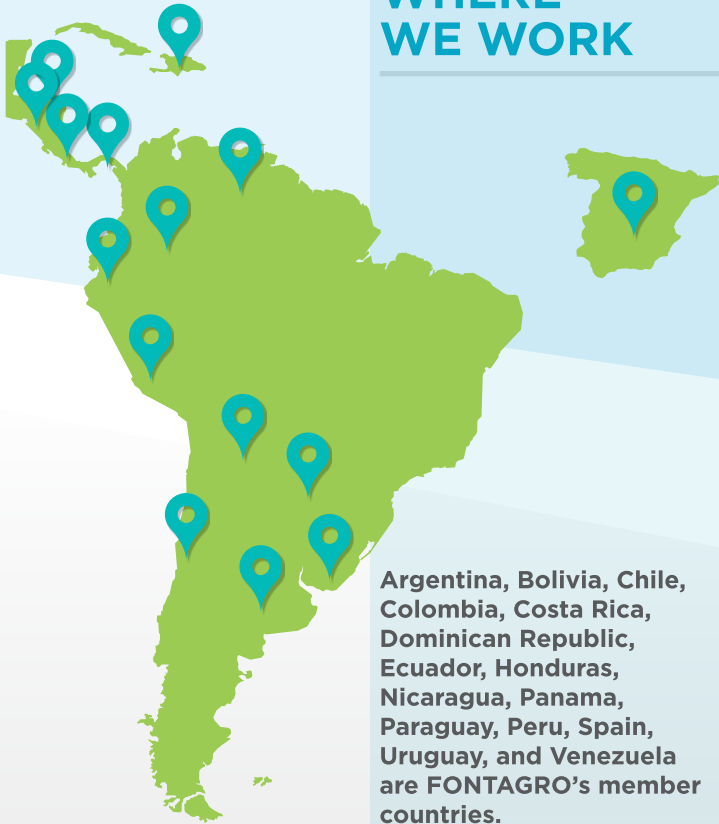 WHERE
WE WORK
Argentina, Bolivia, Chile,
Colombia, Costa Rica,
Dominican Republic,
Ecuador, Honduras,
Nicaragua, Panama,
Paraguay, Peru, Spain,
Uruguay, and Venezuela
are FONTAGRO’s member
countries.